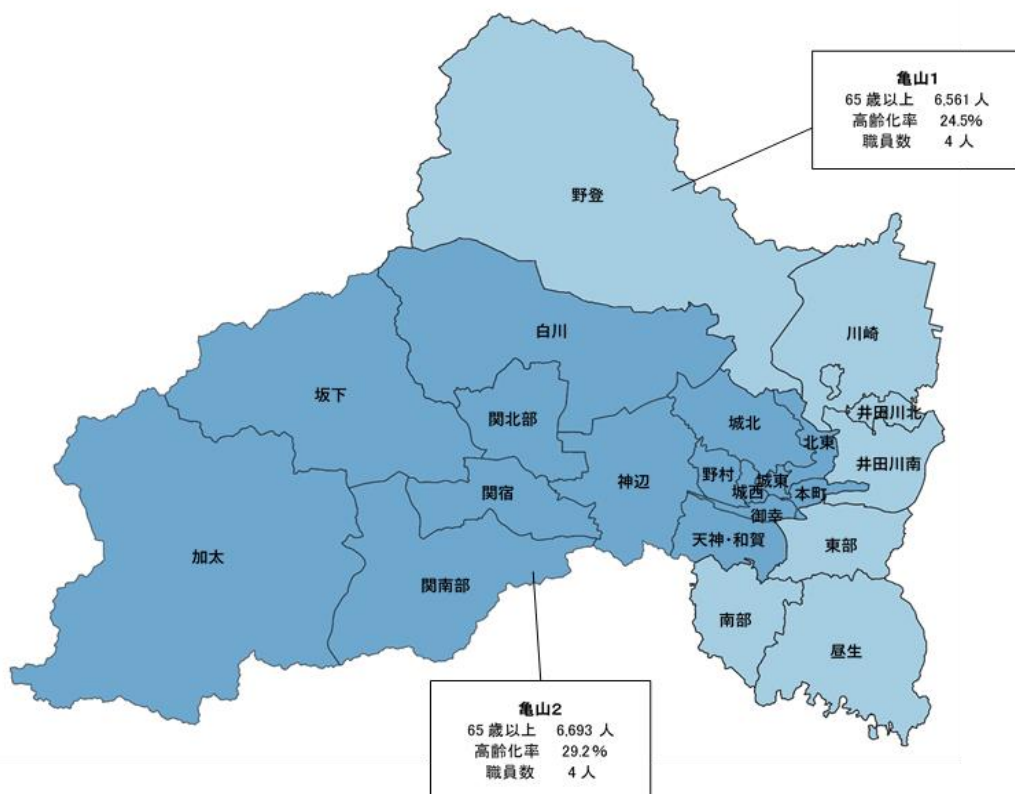 亀山1
65歳以上 6,561 人
高齢化率 24.5%
職員数 4 人
野登
川崎
白川
坂下
関北部
城北
井田川北
北東
井田川南
野村
城東
神辺
関宿
城西
本町
御幸
天神・和賀
東部
加太
関南部
南部
昼生
亀山2
65歳以上 6,693 人
高齢化率 29.2%
職員数 4 人